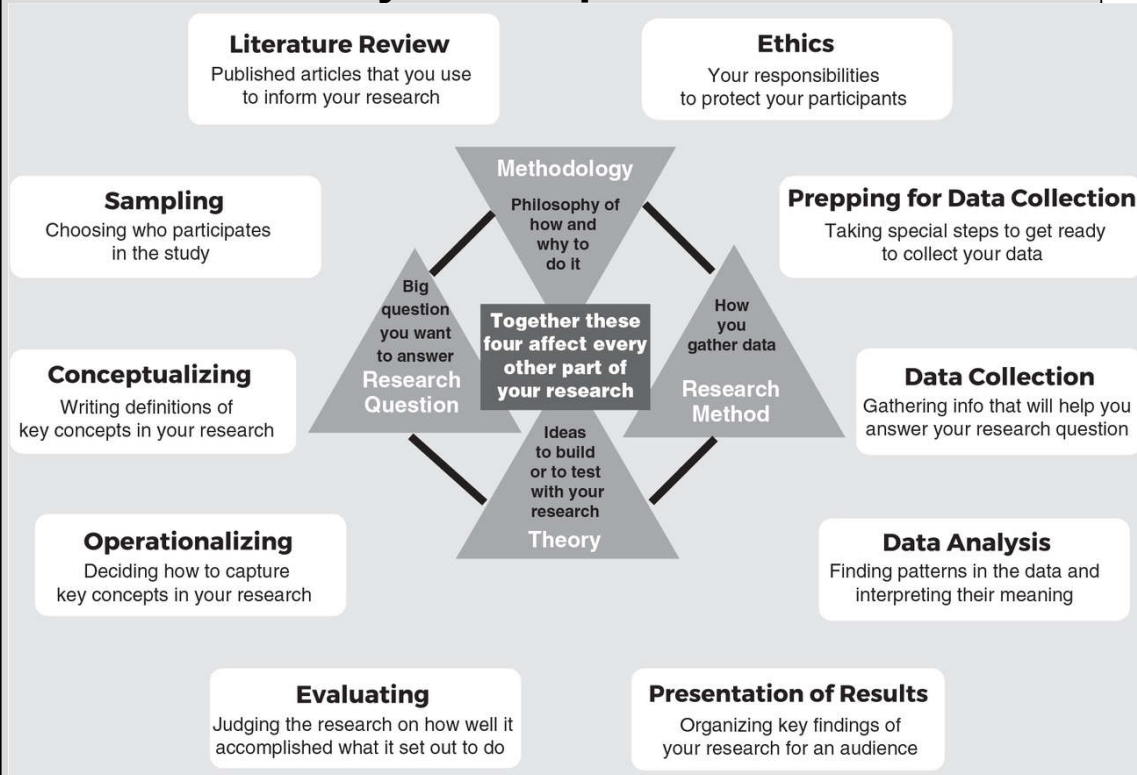 Literature Review
Published articles that you use
to inform your research
Ethics
Your responsibilities
to protect your participants
Sampling
Choosing who participates
in the study
Methodology
Philosophy of
how and
why to
do it
Prepping for Data Collection
Taking special steps to get ready
to collect your data
Big
question
you want
to answer
Research
Question
Together these
four affect every
other part of
your research
How
you
gather data
Research
Method
Conceptualizing
Writing definitions of
key concepts in your research
Data Collection
Gathering info that will help you
answer your research question
Ideas
to build
or to test
with your
research
Theory
Operationalizing
Deciding how to capture
key concepts in your research
Data Analysis
Finding patterns in the data and
interpreting their meaning
Evaluating
Judging the research on how well it
accomplished what it set out to do
Presentation of Results
Organizing key findings of
your research for an audience